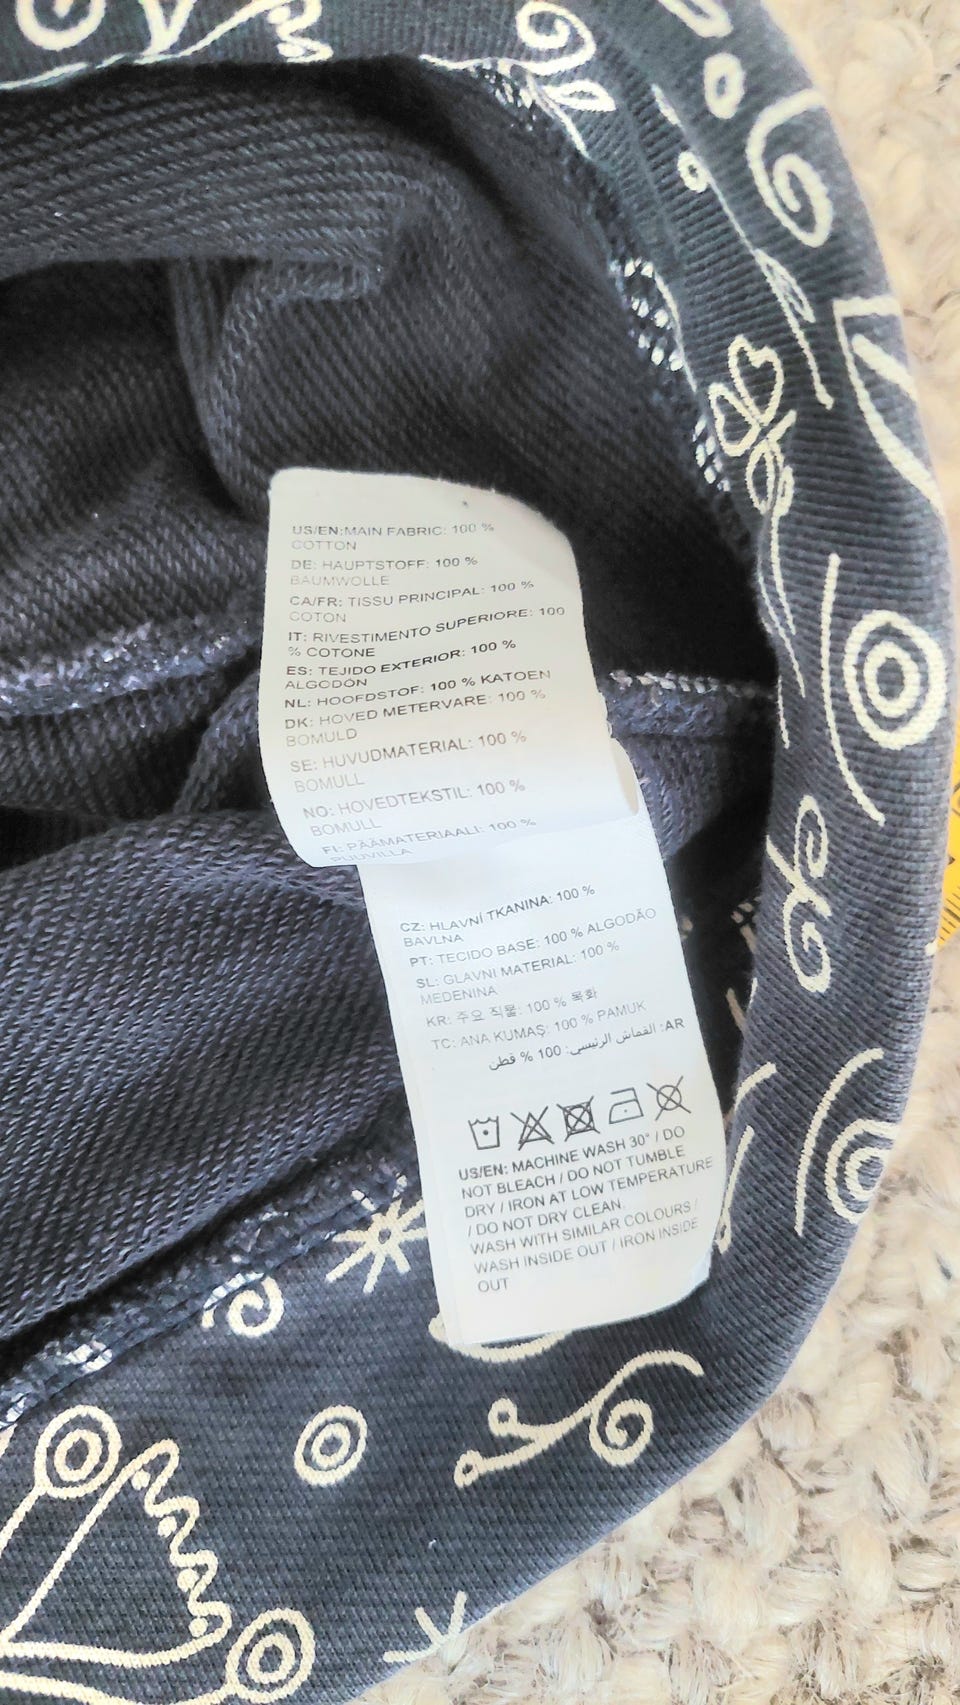 US/EN:MAIN FABRIC: 100 %
COTTON
DE: HAUPTSTOFF: 100 %
BAUMWOLLE
CA/FR: TISSU PRINCIPAL: 100 %
COTON
IT: RIVESTIMENTO SUPERIORE: 100
% COTONE
ES: TEJIDO EXTERIOR: 100 %
ALGODÓN
NL: HOOFDSTOF: 100 % KATOEN
DK: HOVED METERVARE: 100 %
BOMULD
SE: HUVUDMATERIAL: 100 %
BOMULL
NO: HOVEDTEKSTIL: 100 %
BOMULL
FI: PÄÄMATERIAALI: 100 %
PUUVILLA
CZ: HLAVNÍ TKANINA: 100 %
BAVLNA
PT: TECIDO BASE: 100 % ALGODÃO
SL: GLAVNI MATERIAL: 100 %
MEDENINA
KR: 주요 직물: 100 % 목화
TC: ANA KUMAŞ: 100 % PAMUK
AR: القماش الرئيسي: 100 % قطن
US/EN: MACHINE WASH 30° / DO
NOT BLEACH / DO NOT TUMBLE
DRY / IRON AT LOW TEMPERATURE
/ DO NOT DRY CLEAN.
WASH WITH SIMILAR COLOURS /
WASH INSIDE OUT / IRON INSIDE
OUT